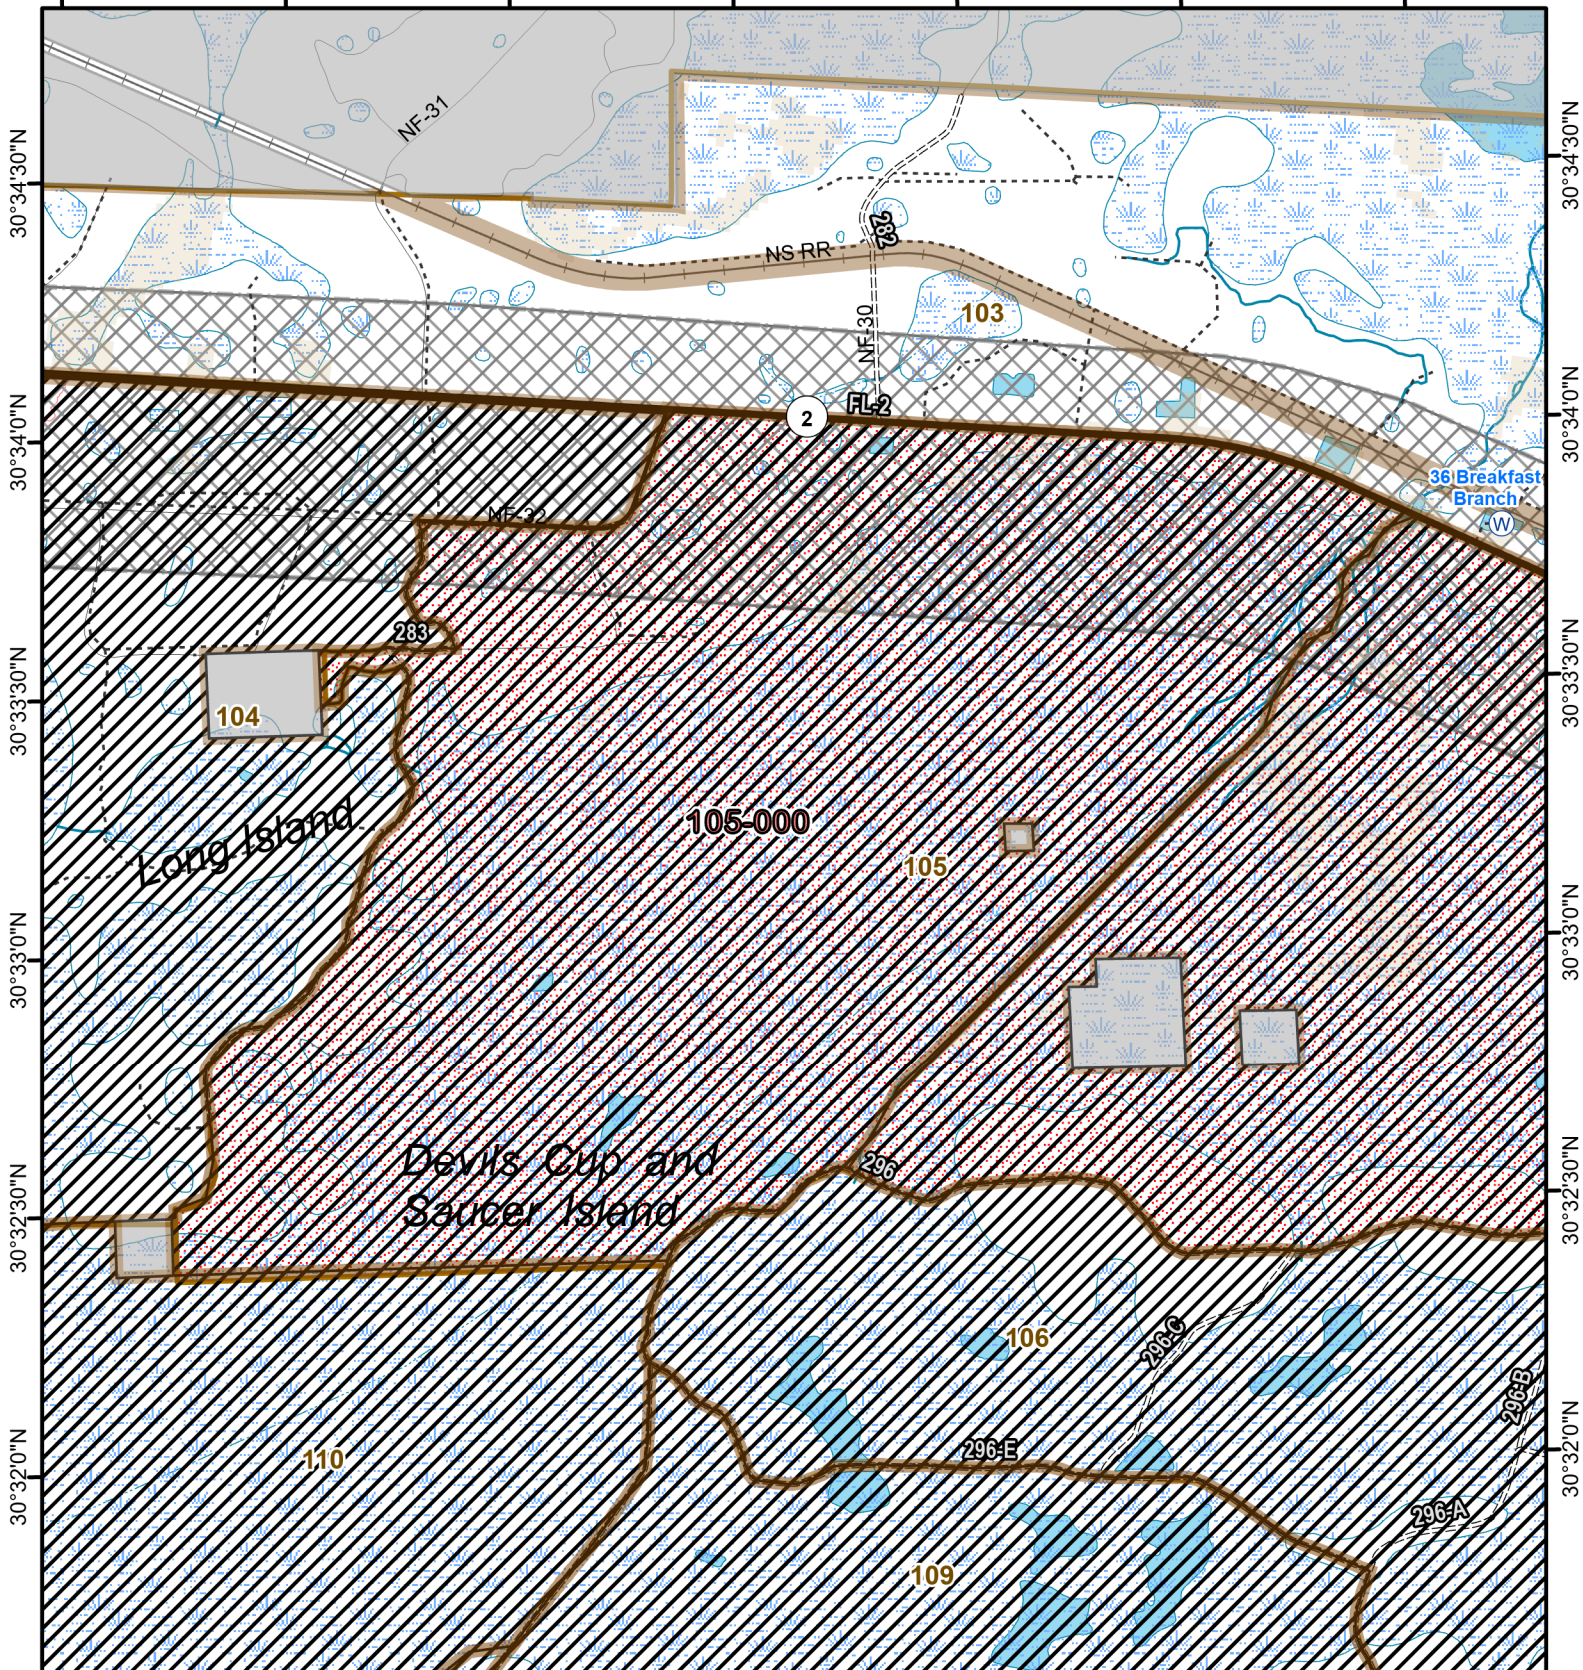 NF-31
30°34'30"N
30°34'30"N
282
NS RR
NF-30
103
30°34'0"N
30°34'0"N
2
FL-2
36 Breakfast
Branch
W
NF-32
283
30°33'30"N
30°33'30"N
104
Long Island
105-000
105
30°33'0"N
30°33'0"N
296
Devils Cup and
Saucer Island
30°32'30"N
30°32'30"N
106
296-C
296-B
110
296-E
30°32'0"N
30°32'0"N
296-A
109